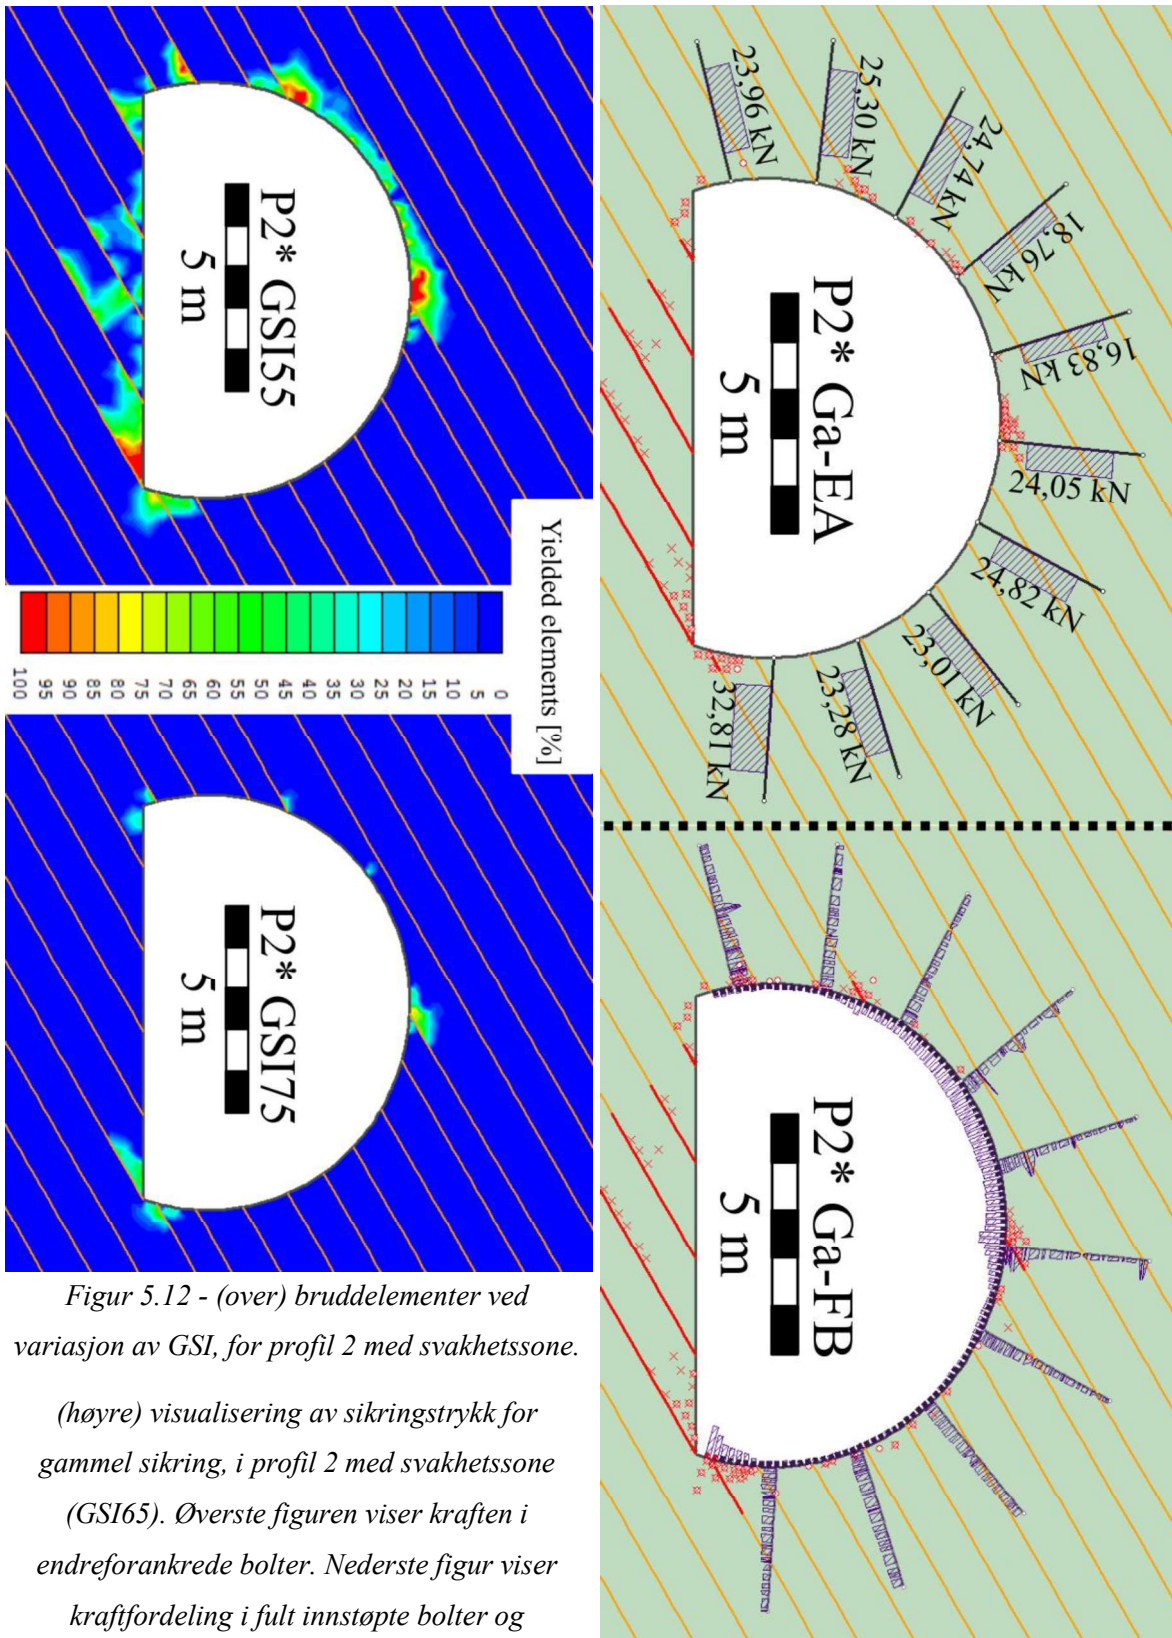 P2* GSI55
5 m
Yielded elements [%]
0
5
10
15
20
25
30
35
40
45
50
55
60
65
70
75
80
85
90
95
100
P2* GSI75
5 m
23,96 kN
25,30 kN
24,74 kN
18,76 kN
16,83 kN
24,05 kN
24,82 kN
23,01 kN
23,28 kN
32,81 kN
P2* Ga-EA
5 m
P2* Ga-FB
5 m
Figur 5.12 - (over) bruddelementer ved
variasjon av GSI, for profil 2 med svakhetssone.
(høyre) visualisering av sikringstrykk for
gammel sikring, i profil 2 med svakhetssone
(GSI65). Øverste figuren viser kraften i
endreforankrede bolter. Nederste figur viser
kraftfordeling i fult innstøpte bolter og